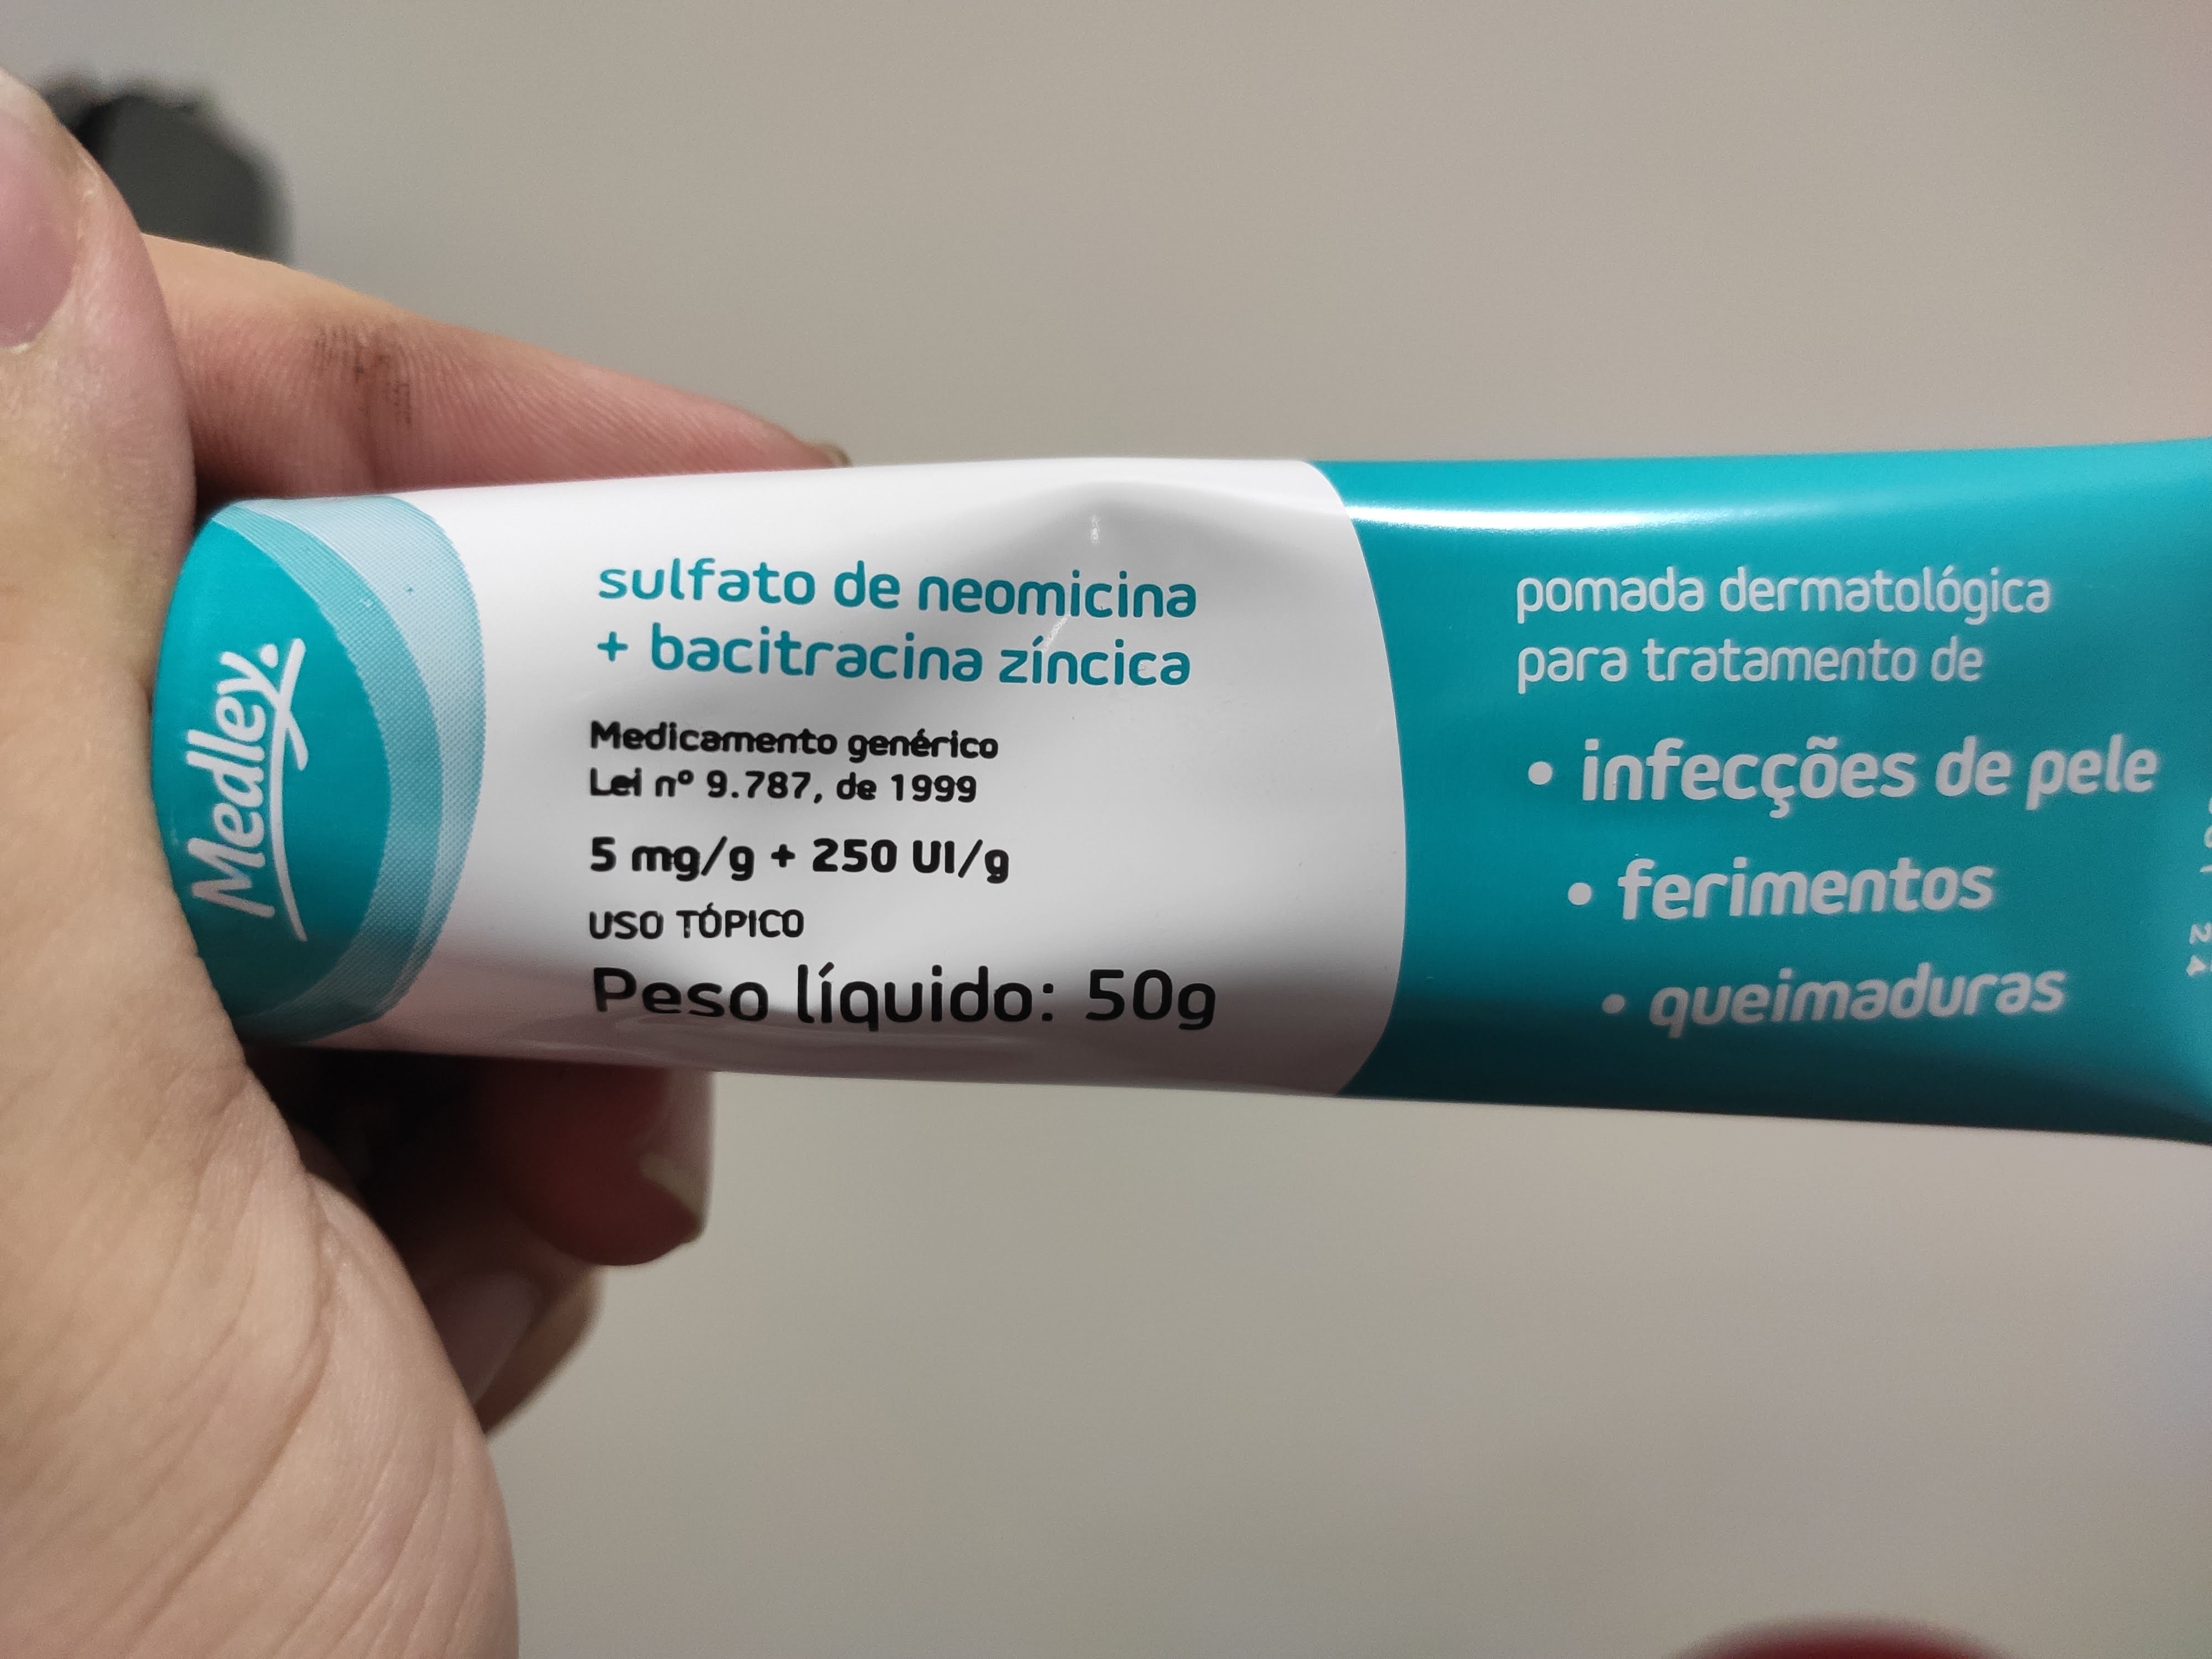 Medley.
sulfato de neomicina
+ bacitracina zíncica
Medicamento genérico
Lei nº 9.787, de 1999
5 mg/g + 250 UI/g
USO TÓPICO
Peso líquido: 50g
pomada dermatológica
para tratamento de
• infecções de pele
• ferimentos
• queimaduras